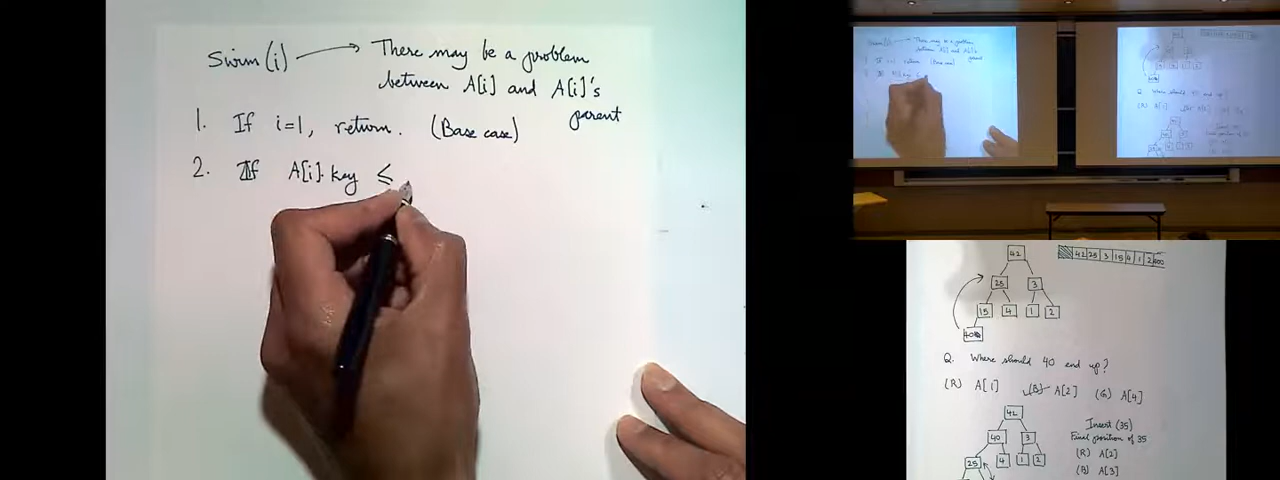 Swim(i) → There may be a problem
between A[i] and A[i]'s
parent
1. If i=1, return. (Base case)
2. If A[i].key ≤
42
25 3
15 4 1 2
40
42 25 3 15 4 1 2
Q. Where should 40 end up?
(R) A[1] (B) A[2] (G) A[4]
42
40 3
25 4 1 2
Insert (35)
Final position of 35
(R) A[2]
(B) A[3]